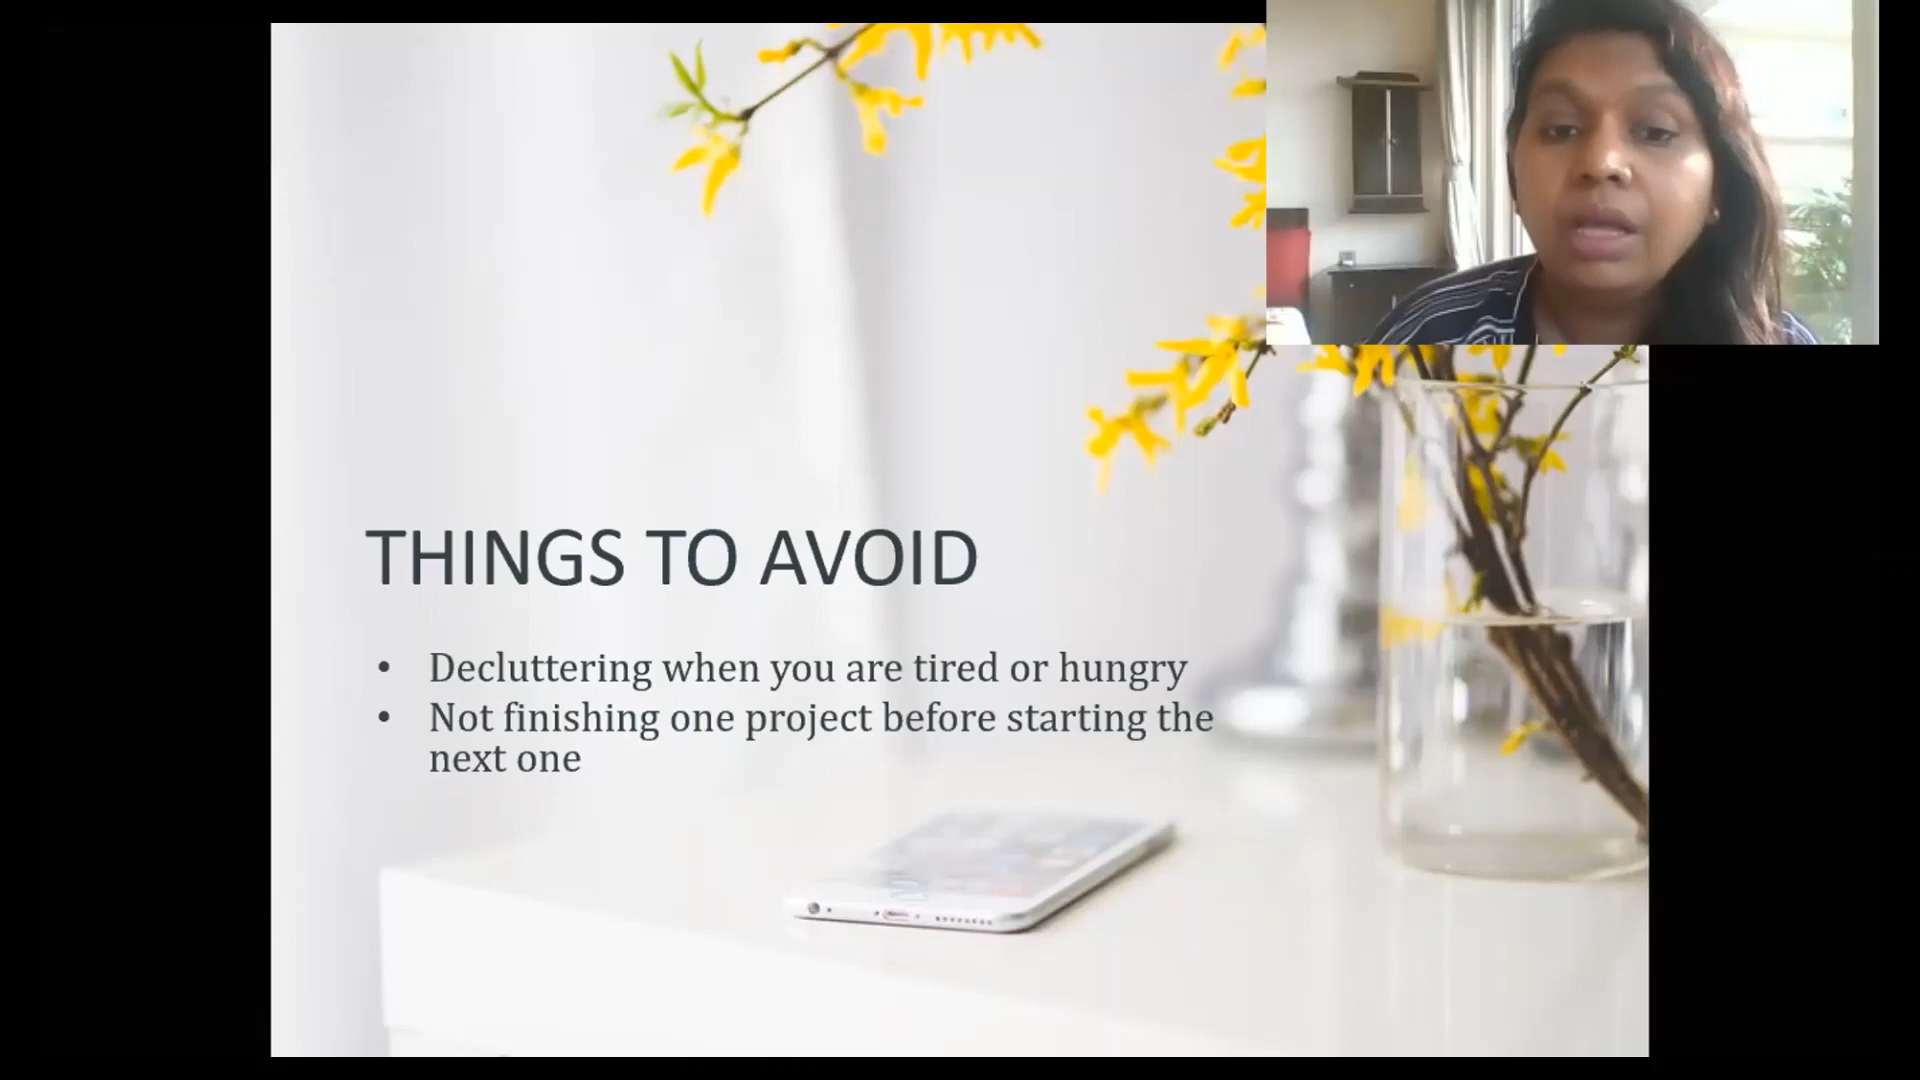 THINGS TO AVOID
• Decluttering when you are tired or hungry
• Not finishing one project before starting the
next one